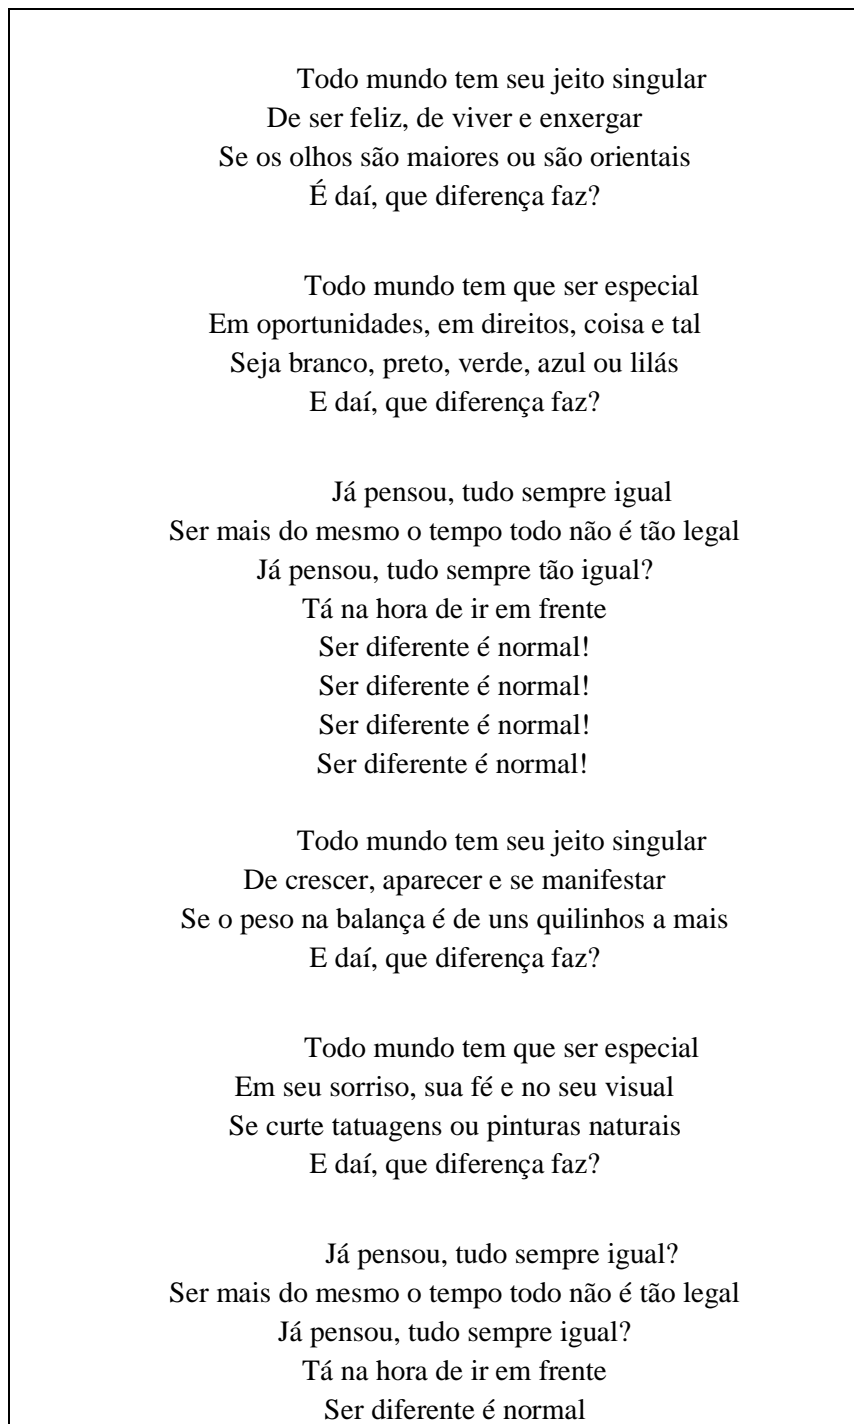 Todo mundo tem seu jeito singular
De ser feliz, de viver e enxergar
Se os olhos são maiores ou são orientais
É daí, que diferença faz?
Todo mundo tem que ser especial
Em oportunidades, em direitos, coisa e tal
Seja branco, preto, verde, azul ou lilás
E daí, que diferença faz?
Já pensou, tudo sempre igual
Ser mais do mesmo o tempo todo não é tão legal
Já pensou, tudo sempre tão igual?
Tá na hora de ir em frente
Ser diferente é normal!
Ser diferente é normal!
Ser diferente é normal!
Ser diferente é normal!
Todo mundo tem seu jeito singular
De crescer, aparecer e se manifestar
Se o peso na balança é de uns quilinhos a mais
E daí, que diferença faz?
Todo mundo tem que ser especial
Em seu sorriso, sua fé e no seu visual
Se curte tatuagens ou pinturas naturais
E daí, que diferença faz?
Já pensou, tudo sempre igual?
Ser mais do mesmo o tempo todo não é tão legal
Já pensou, tudo sempre igual?
Tá na hora de ir em frente
Ser diferente é normal